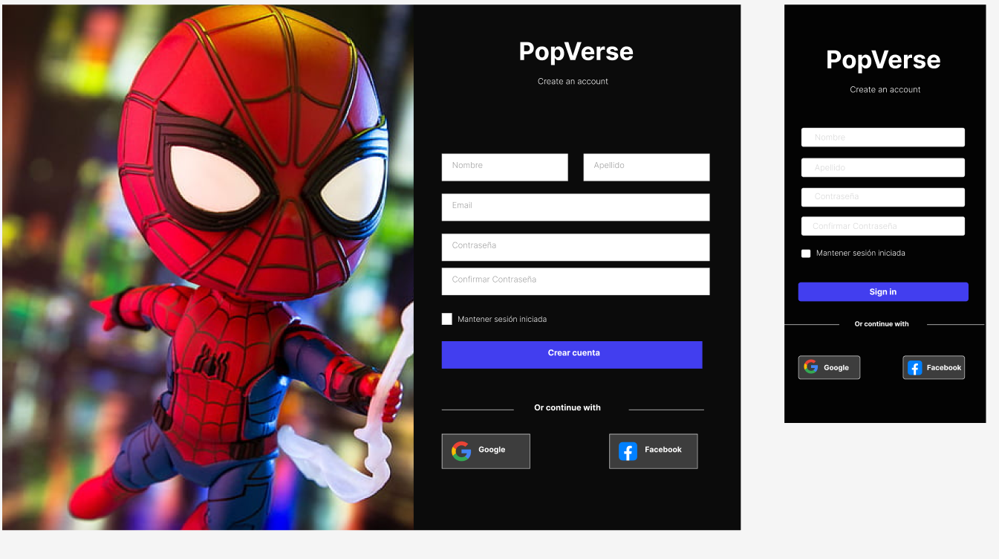 PopVerse
Create an account
Nombre
Apellido
Email
Contraseña
Confirmar Contraseña
Mantener sesión iniciada
Crear cuenta
Or continue with
Google
Facebook
PopVerse
Create an account
Nombre
Apellido
Contraseña
Confirmar Contraseña
Mantener sesión iniciada
Sign in
Or continue with
Google
Facebook